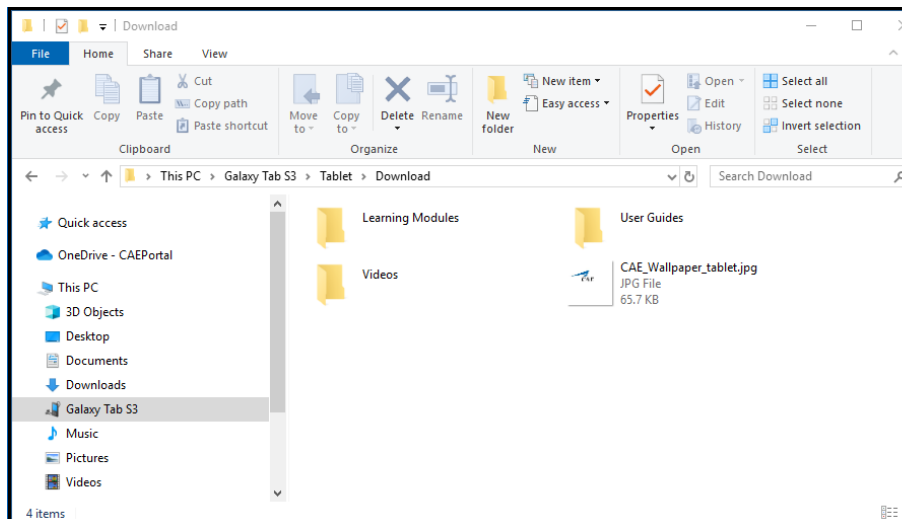 Download
File Home Share View
Pin to Quick access
Copy
Paste
Cut
Copy path
Paste shortcut
Clipboard
Move to
Copy to
Delete
Rename
Organize
New folder
New item
Easy access
New
Properties
Open
Edit
History
Open
Select all
Select none
Invert selection
Select
This PC > Galaxy Tab S3 > Tablet > Download
Search Download
Quick access
OneDrive - CAEPortal
This PC
3D Objects
Desktop
Documents
Downloads
Galaxy Tab S3
Music
Pictures
Videos
Learning Modules
User Guides
Videos
CAE
CAE_Wallpaper_tablet.jpg
JPG File
65.7 KB
4 items